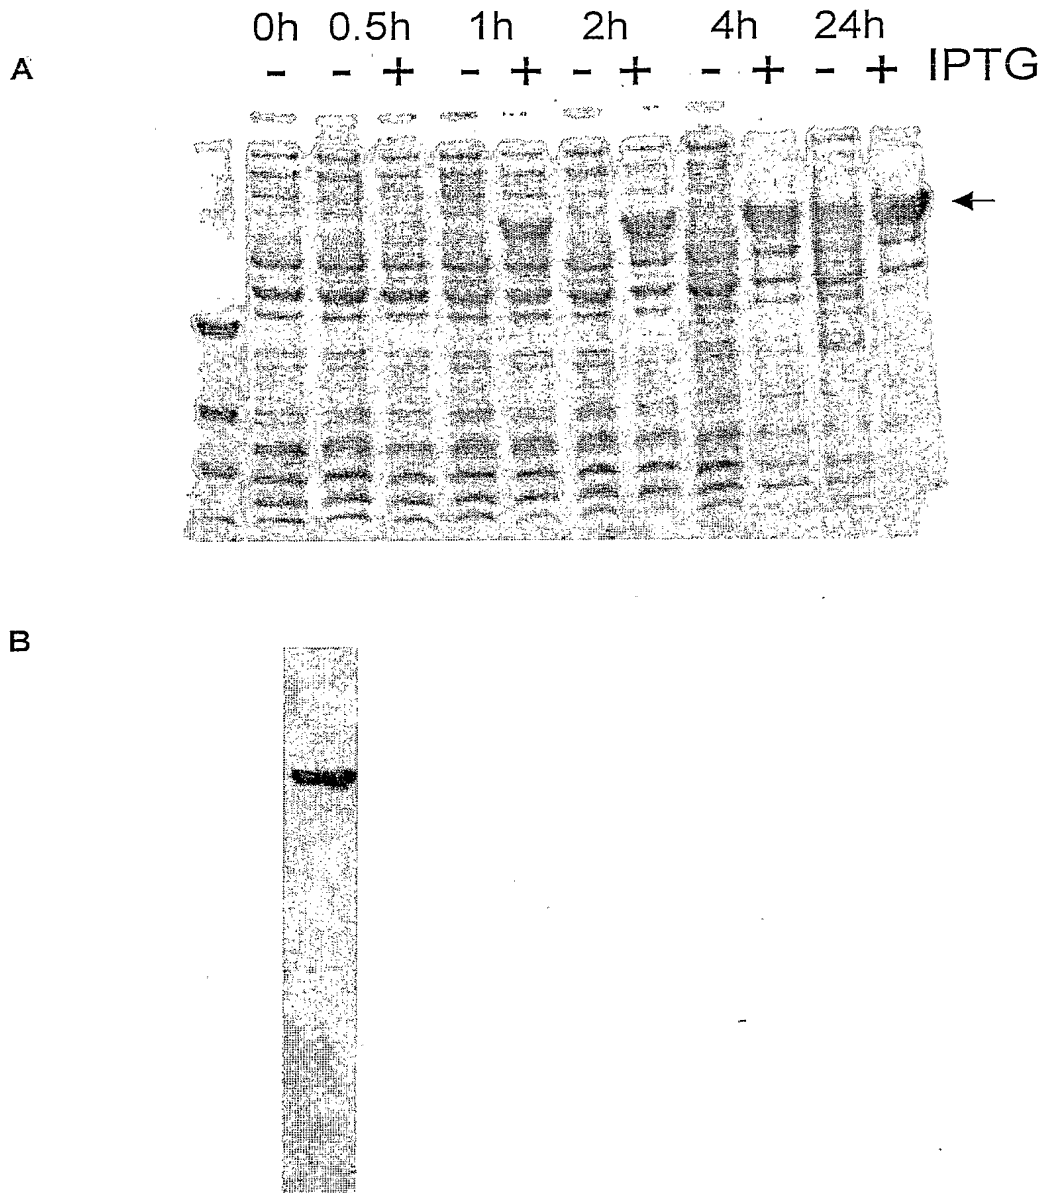 0h 0.5h 1h 2h 4h 24h
A - - + - + - + - + - + IPTG
B